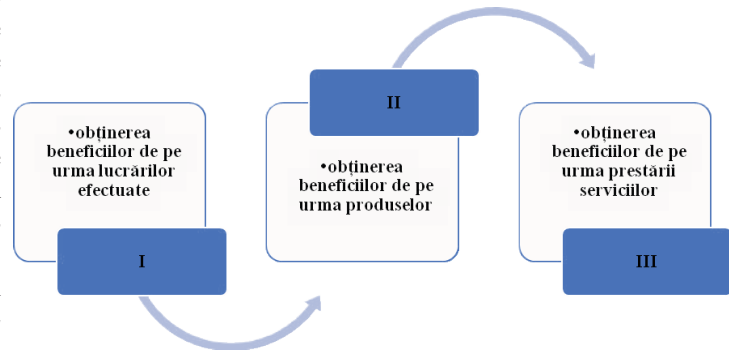 •obținerea
beneficiilor de pe
urma lucrărilor
efectuate
I
II
•obținerea
beneficiilor de pe
urma produselor
•obținerea
beneficiilor de pe
urma prestării
serviciilor
III